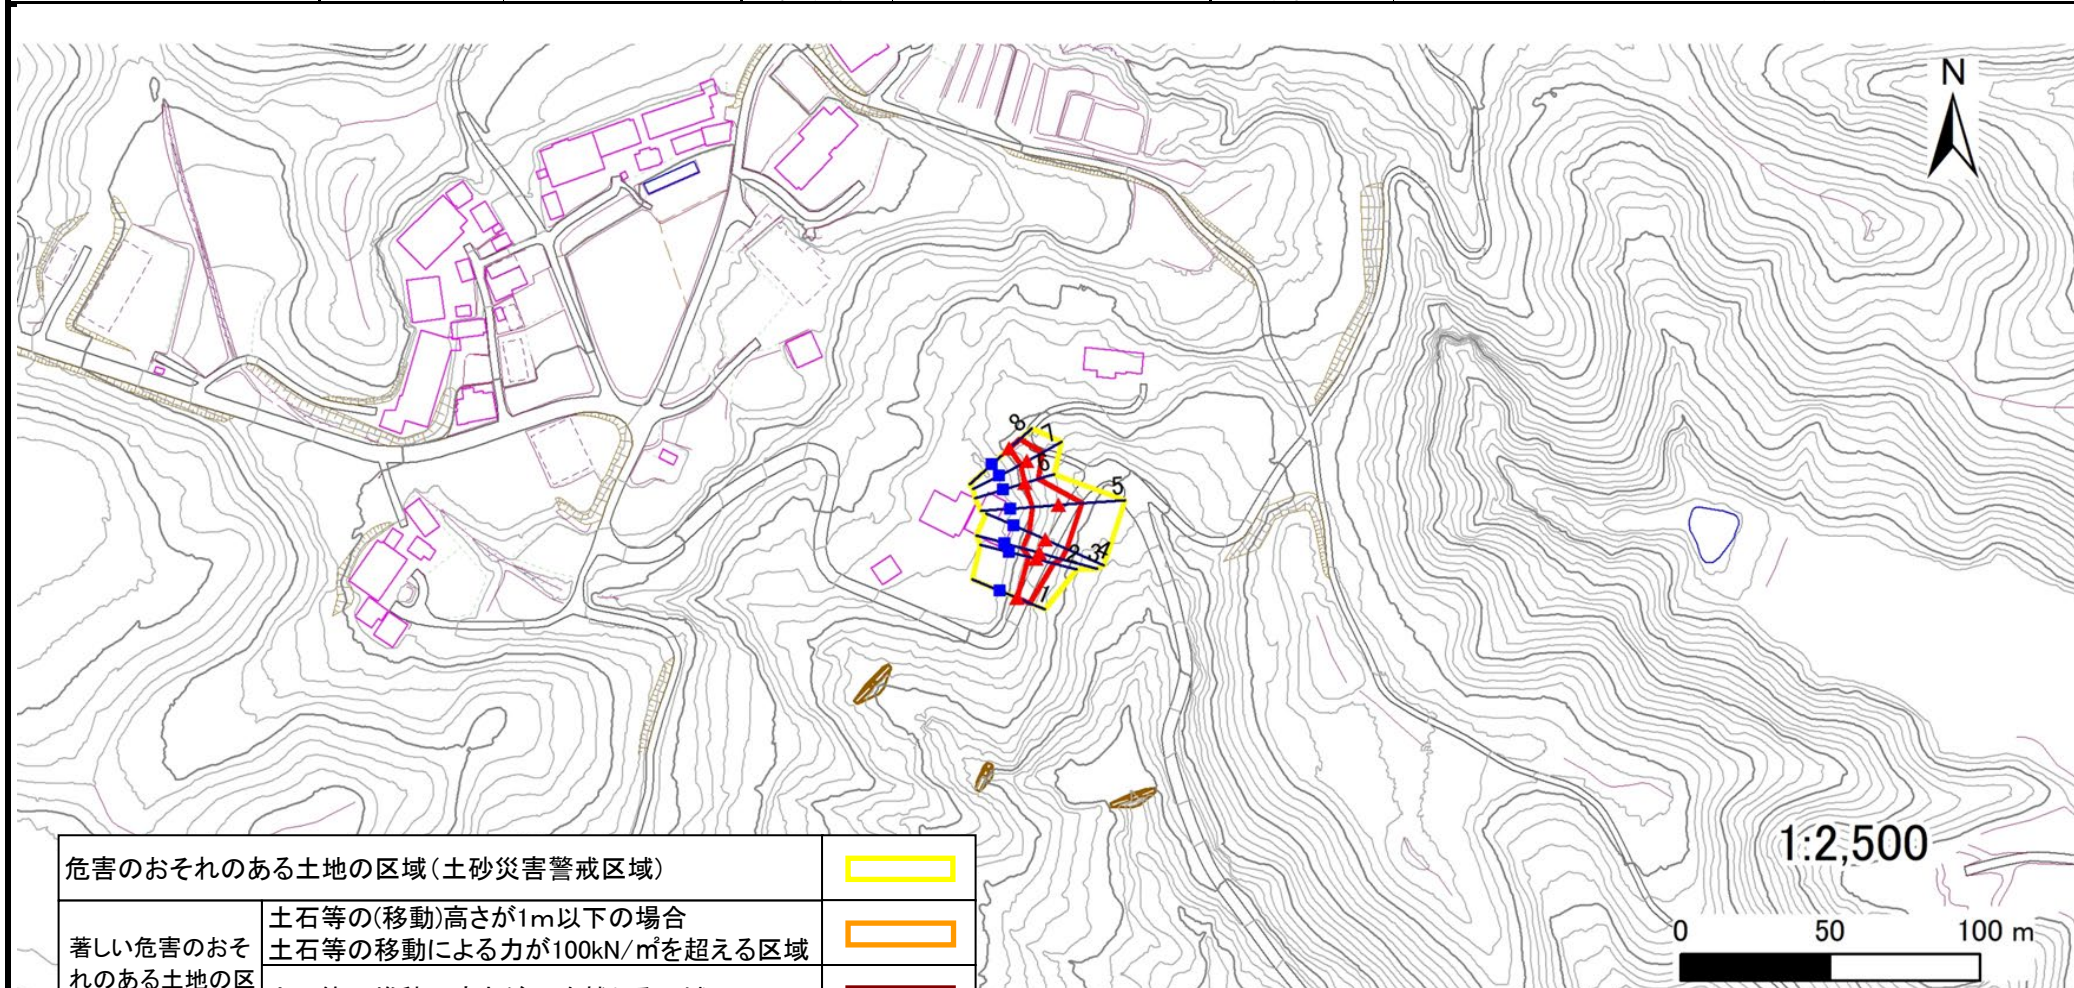 N
8
7
6
5
2
3
4
1
1:2,500
0 50 100 m
危害のおそれのある土地の区域(土砂災害警戒区域)
土石等の(移動)高さが1m以下の場合
土石等の移動による力が100kN/㎡を超える区域
著しい危害のおそ
れのある土地の区